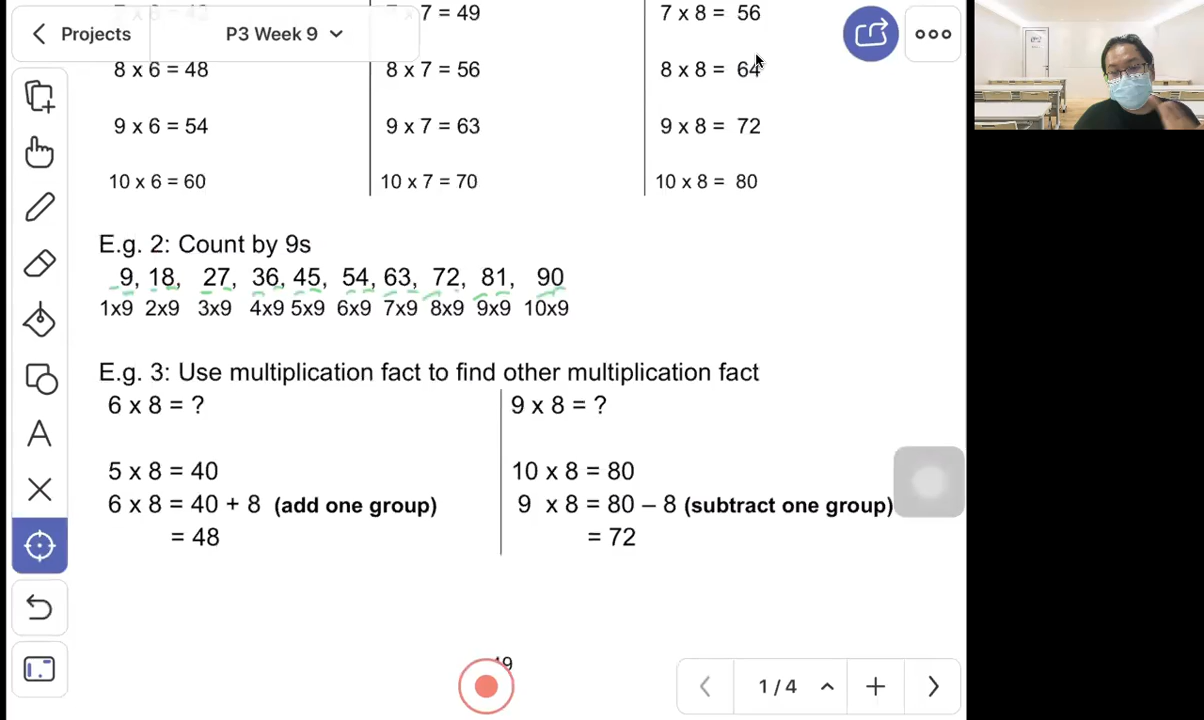 Projects
P3 Week 9
7 = 49
7 x 8 = 56
8 x 6 = 48
8 x 7 = 56
8 x 8 = 64
9 x 6 = 54
9 x 7 = 63
9 x 8 = 72
10 x 6 = 60
10 x 7 = 70
10 x 8 = 80
E.g. 2: Count by 9s
9, 18, 27, 36, 45, 54, 63, 72, 81, 90
1x9 2x9 3x9 4x9 5x9 6x9 7x9 8x9 9x9 10x9
E.g. 3: Use multiplication fact to find other multiplication fact
6 x 8 = ?
5 x 8 = 40
6 x 8 = 40 + 8 (add one group)
= 48
9 x 8 = ?
10 x 8 = 80
9 x 8 = 80 – 8 (subtract one group)
= 72
A
1 / 4